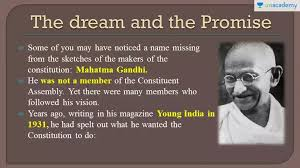 unacademy
The dream and the Promise
Some of you may have noticed a name missing
from the sketches of the makers of the
constitution: Mahatma Gandhi.
He was not a member of the Constituent
Assembly. Yet there were many members who
followed his vision.
Years ago, writing in his magazine Young India in
1931, he had spelt out what he wanted the
Constitution to do: